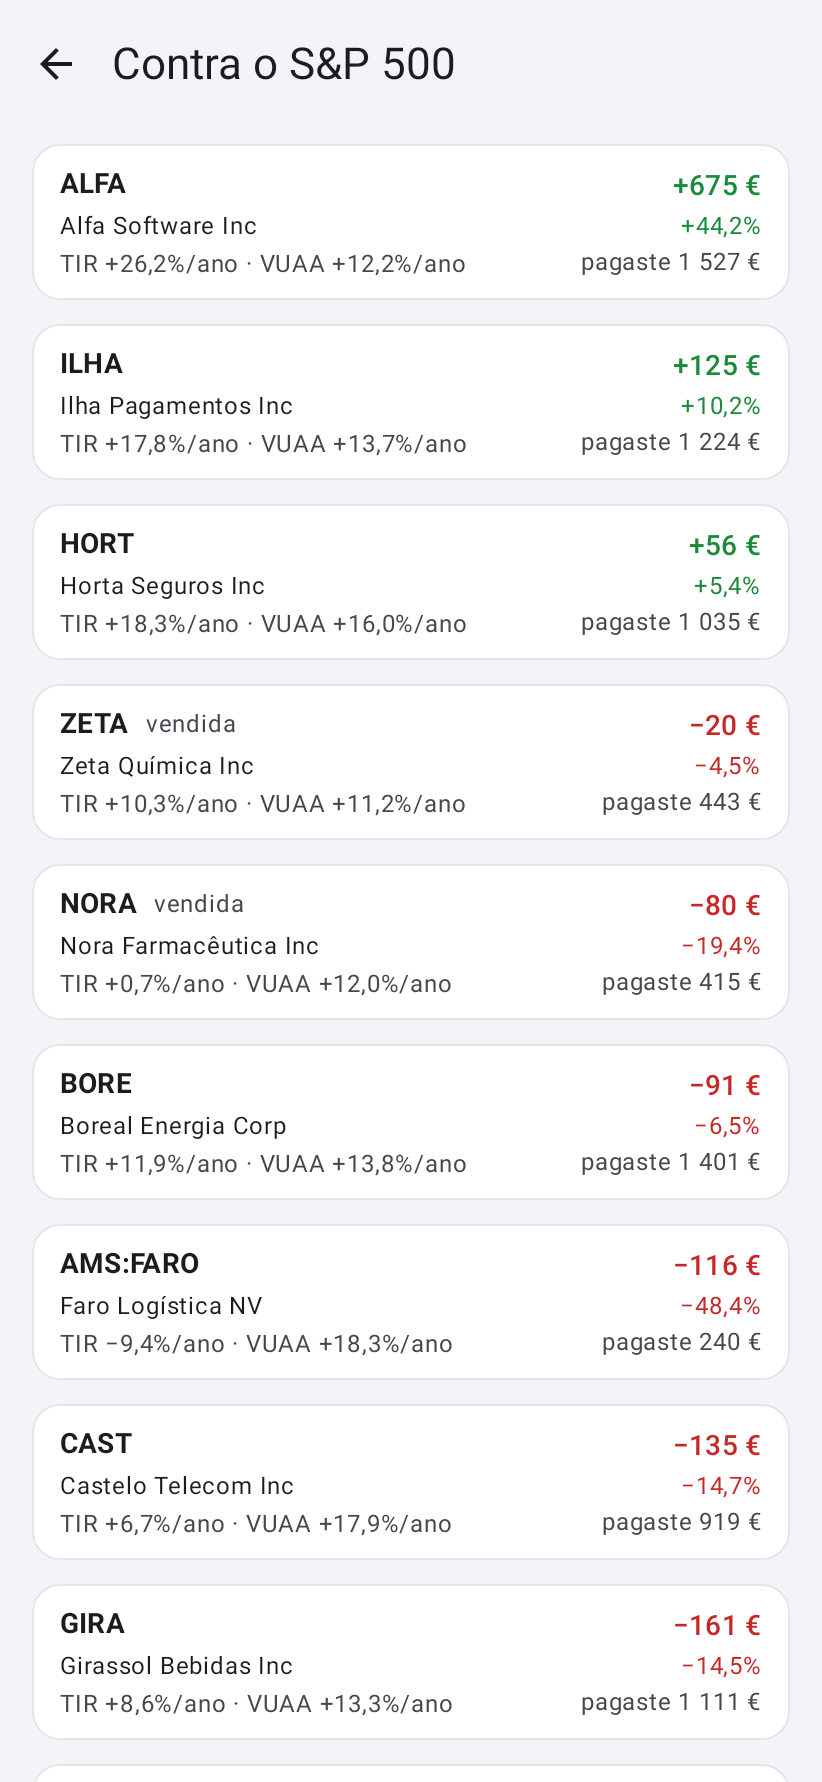 Contra o S&P 500
ALFA
+675 €
Alfa Software Inc
+44,2%
TIR +26,2%/ano · VUAA +12,2%/ano
pagaste 1 527 €
ILHA
+125 €
Ilha Pagamentos Inc
+10,2%
TIR +17,8%/ano · VUAA +13,7%/ano
pagaste 1 224 €
HORT
+56 €
Horta Seguros Inc
+5,4%
TIR +18,3%/ano · VUAA +16,0%/ano
pagaste 1 035 €
ZETA vendida
−20 €
Zeta Química Inc
−4,5%
TIR +10,3%/ano · VUAA +11,2%/ano
pagaste 443 €
NORA vendida
−80 €
Nora Farmacêutica Inc
−19,4%
TIR +0,7%/ano · VUAA +12,0%/ano
pagaste 415 €
BORE
−91 €
Boreal Energia Corp
−6,5%
TIR +11,9%/ano · VUAA +13,8%/ano
pagaste 1 401 €
AMS:FARO
−116 €
Faro Logística NV
−48,4%
TIR −9,4%/ano · VUAA +18,3%/ano
pagaste 240 €
CAST
−135 €
Castelo Telecom Inc
−14,7%
TIR +6,7%/ano · VUAA +17,9%/ano
pagaste 919 €
GIRA
−161 €
Girassol Bebidas Inc
−14,5%
TIR +8,6%/ano · VUAA +13,3%/ano
pagaste 1 111 €